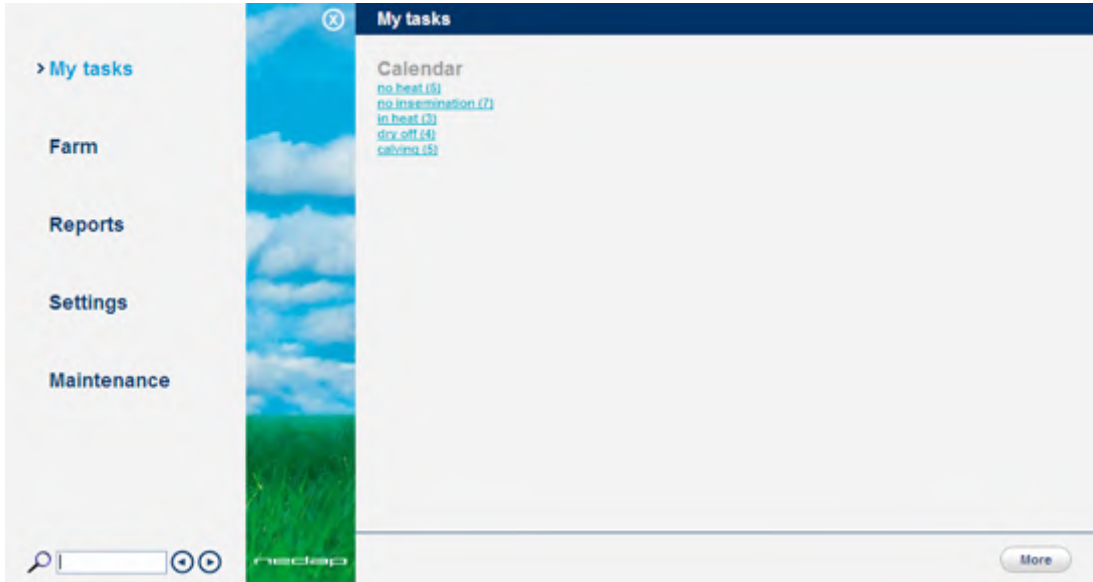 My tasks
> My tasks
Farm
Reports
Settings
Maintenance
Calendar
no heat (6)
no insemination (7)
in heat (3)
dry off (4)
calving (5)
nedap
More